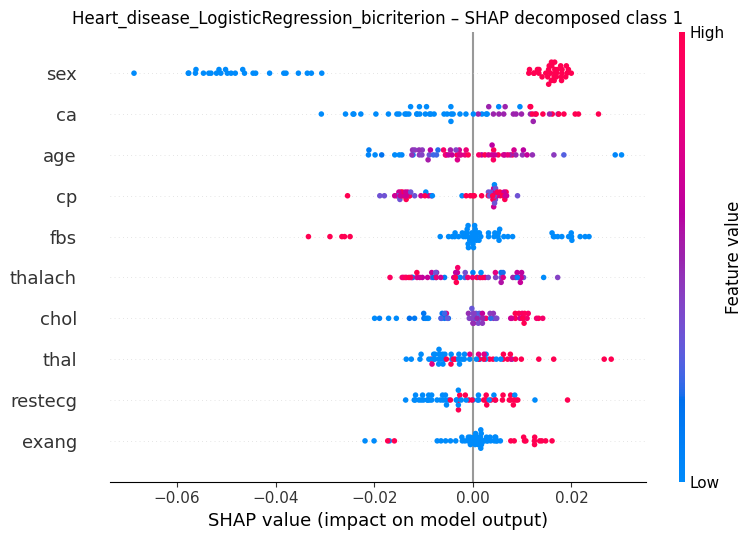 Heart_disease_LogisticRegression_bicriterion – SHAP decomposed class 1
High
sex
ca
age
cp
fbs
thalach
chol
thal
restecg
exang
Feature value
Low
−0.06 −0.04 −0.02 0.00 0.02
SHAP value (impact on model output)